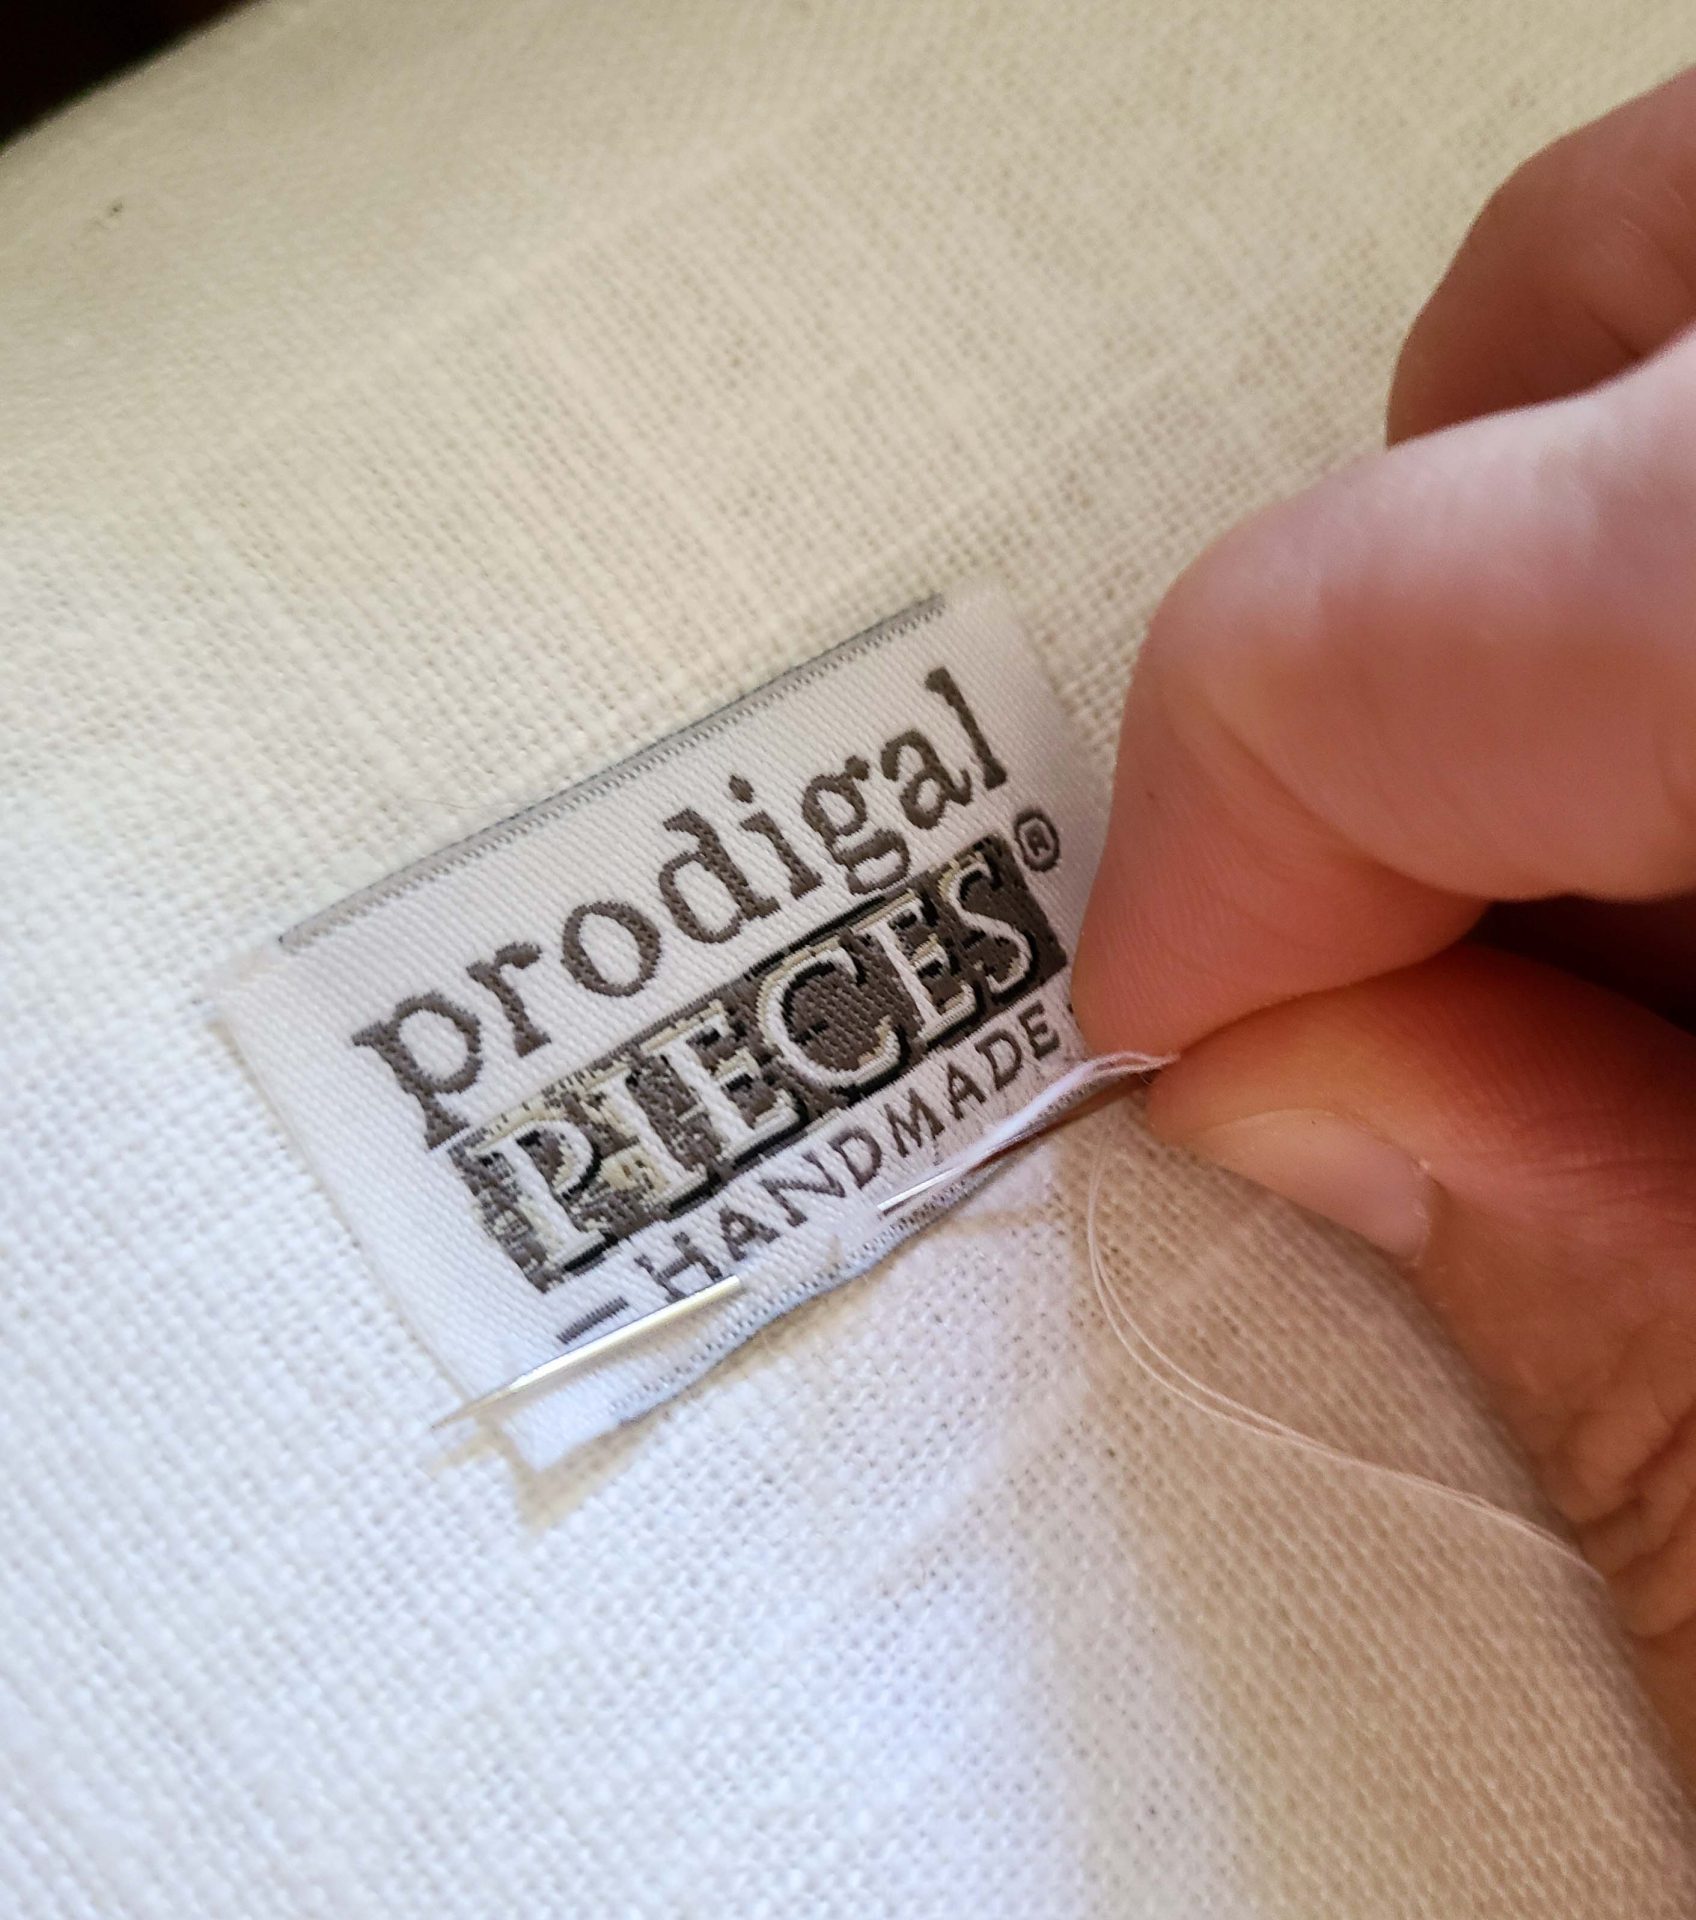 prodigal
PIECES®
– HANDMADE –